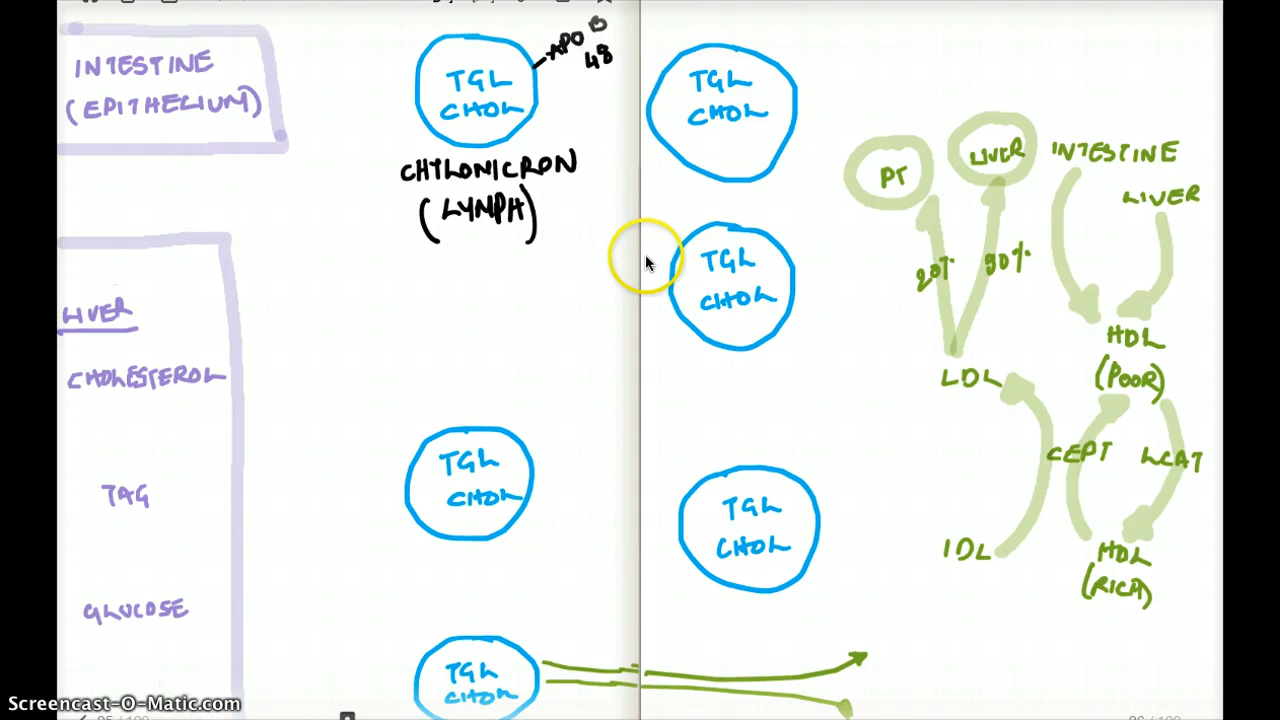 INTESTINE
(EPITHELIUM)
LIVER
CHOLESTEROL
TAG
GLUCOSE
TGL
CHOL
APO B
48
CHYLOMICRON
(LYMPH)
TGL
CHOL
TGL
CHOL
TGL
CHOL
TGL
CHOL
TGL
CHOL
PT
LIVER
INTESTINE
LIVER
20%
HDL
(POOR)
LDL
CEPT
LCAT
IDL
HDL
(RICH)
Screencast-O-Matic.com